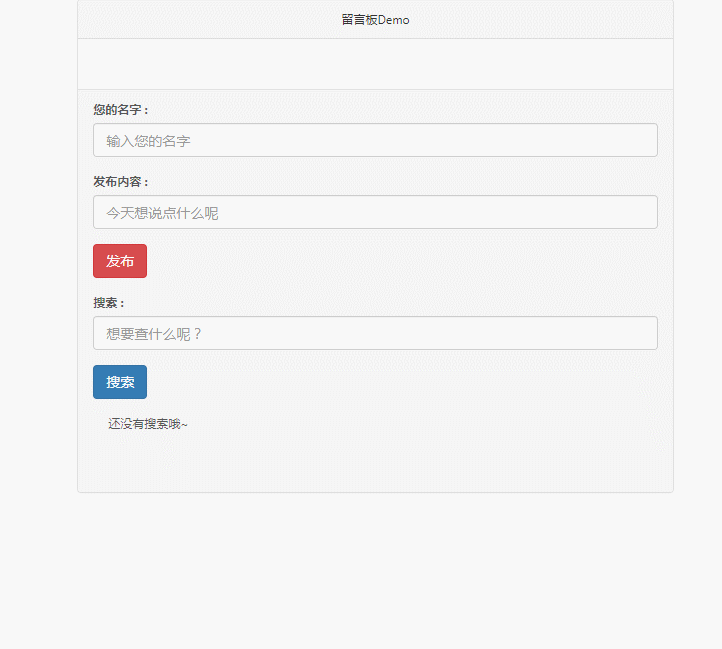 留言板Demo
您的名字：
输入您的名字
发布内容：
今天想说点什么呢
发布
搜索：
想要查什么呢？
搜索
还没有搜索哦~